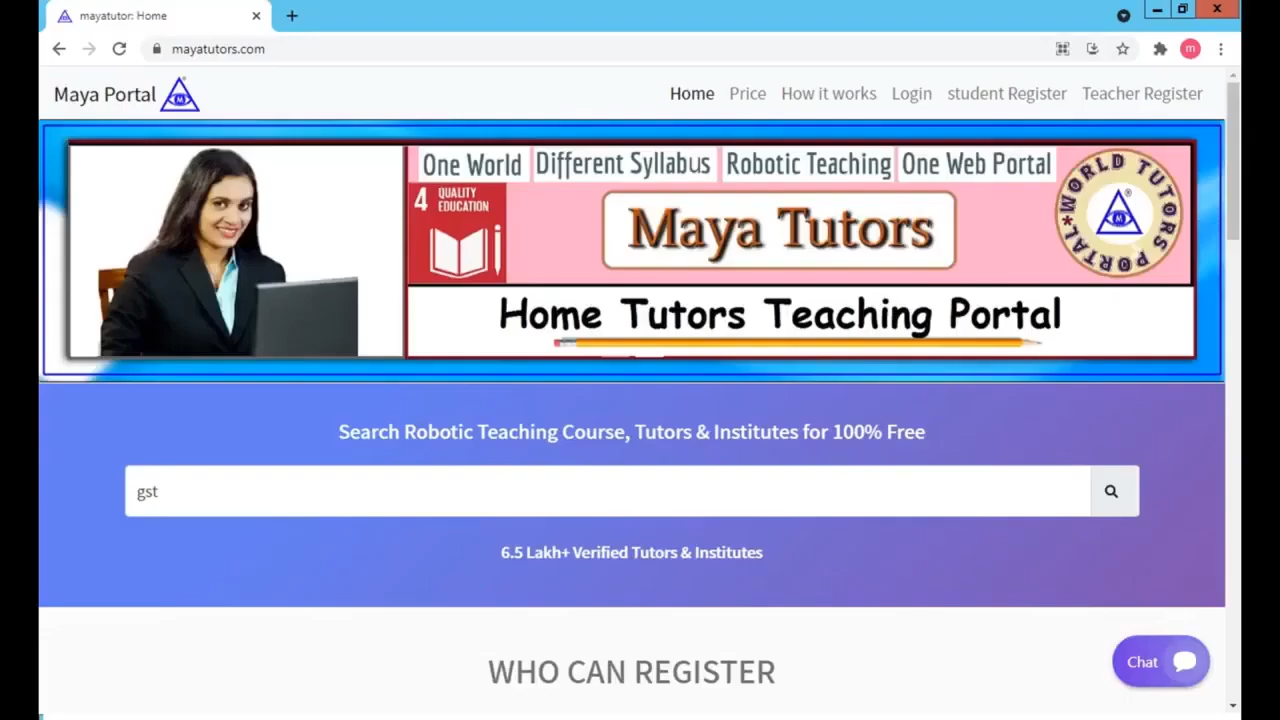 mayatutor: Home
mayatutors.com
m
Maya Portal M
Home Price How it works Login student Register Teacher Register
One World Different Syllabus Robotic Teaching One Web Portal
4 QUALITY EDUCATION
Maya Tutors
WORLD TUTORS PORTAL*
M
Home Tutors Teaching Portal
Search Robotic Teaching Course, Tutors & Institutes for 100% Free
gst
6.5 Lakh+ Verified Tutors & Institutes
WHO CAN REGISTER
Chat